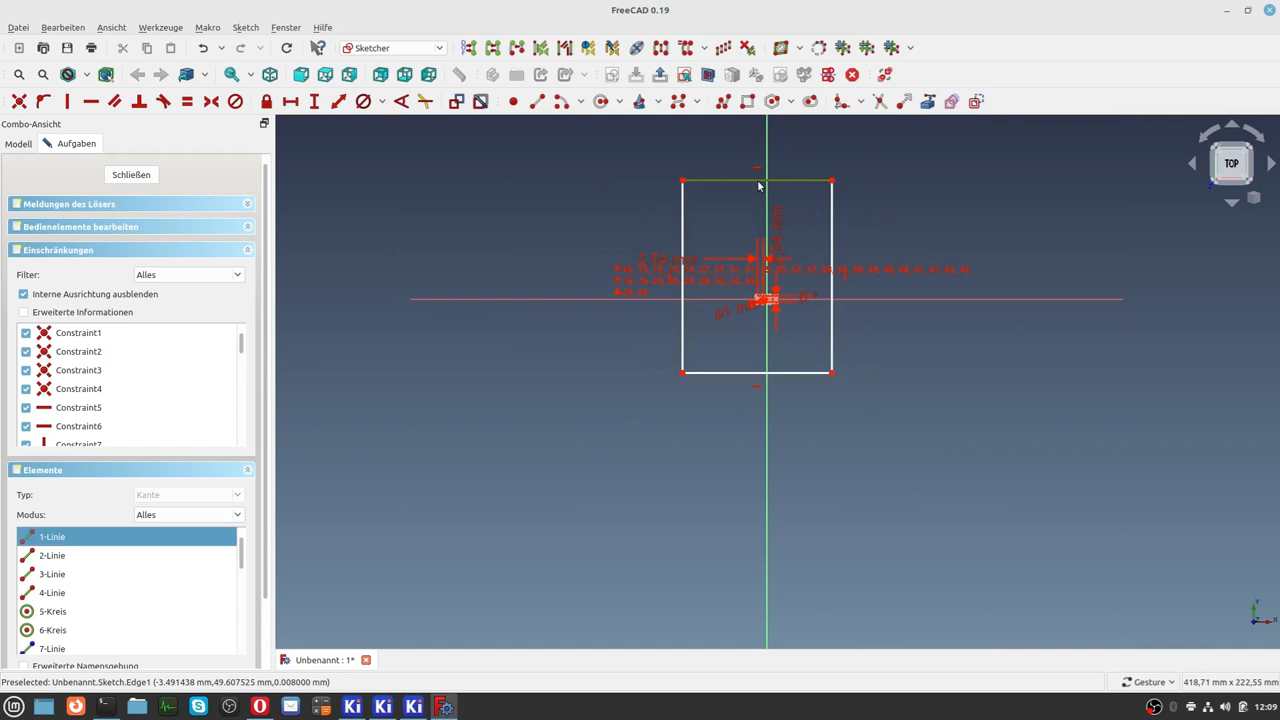 FreeCAD 0.19
Datei Bearbeiten Ansicht Werkzeuge Makro Sketch Fenster Hilfe
Sketcher
Combo-Ansicht
Modell Aufgaben
Schließen
Meldungen des Lösers
Bedienelemente bearbeiten
Einschränkungen
Filter: Alles
Interne Ausrichtung ausblenden
Erweiterte Informationen
Constraint1
Constraint2
Constraint3
Constraint4
Constraint5
Constraint6
Constraint7
Elemente
Typ: Kante
Modus: Alles
1-Linie
2-Linie
3-Linie
4-Linie
5-Kreis
6-Kreis
7-Linie
Erweiterte Namensgebung
TOP
Z
Y
X
Unbenannt : 1*
Preselected: Unbenannt.Sketch.Edge1 (-3.491438 mm,49.607525 mm,0.008000 mm)
Gesture
418,71 mm x 222,55 mm
Ki Ki Ki
12:09